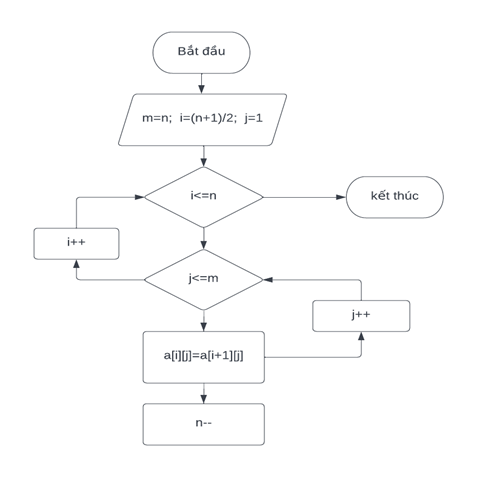 Bắt đầu
m=n; i=(n+1)/2; j=1
i<=n
kết thúc
i++
j<=m
j++
a[i][j]=a[i+1][j]
n--